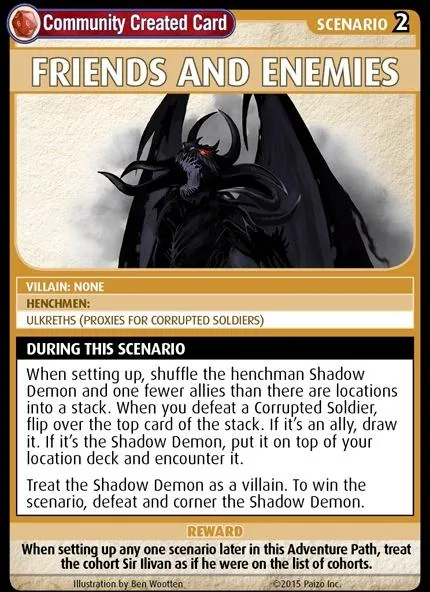 Community Created Card
SCENARIO 2
FRIENDS AND ENEMIES
VILLAIN: NONE
HENCHMEN:
ULKRETHS (PROXIES FOR CORRUPTED SOLDIERS)
DURING THIS SCENARIO
When setting up, shuffle the henchman Shadow
Demon and one fewer allies than there are locations
into a stack. When you defeat a Corrupted Soldier,
flip over the top card of the stack. If it's an ally, draw
it. If it's the Shadow Demon, put it on top of your
location deck and encounter it.
Treat the Shadow Demon as a villain. To win the
scenario, defeat and corner the Shadow Demon.
REWARD
When setting up any one scenario later in this Adventure Path, treat
the cohort Sir Ilivan as if he were on the list of cohorts.
Illustration by Ben Wootten ©2015 Paizo Inc.